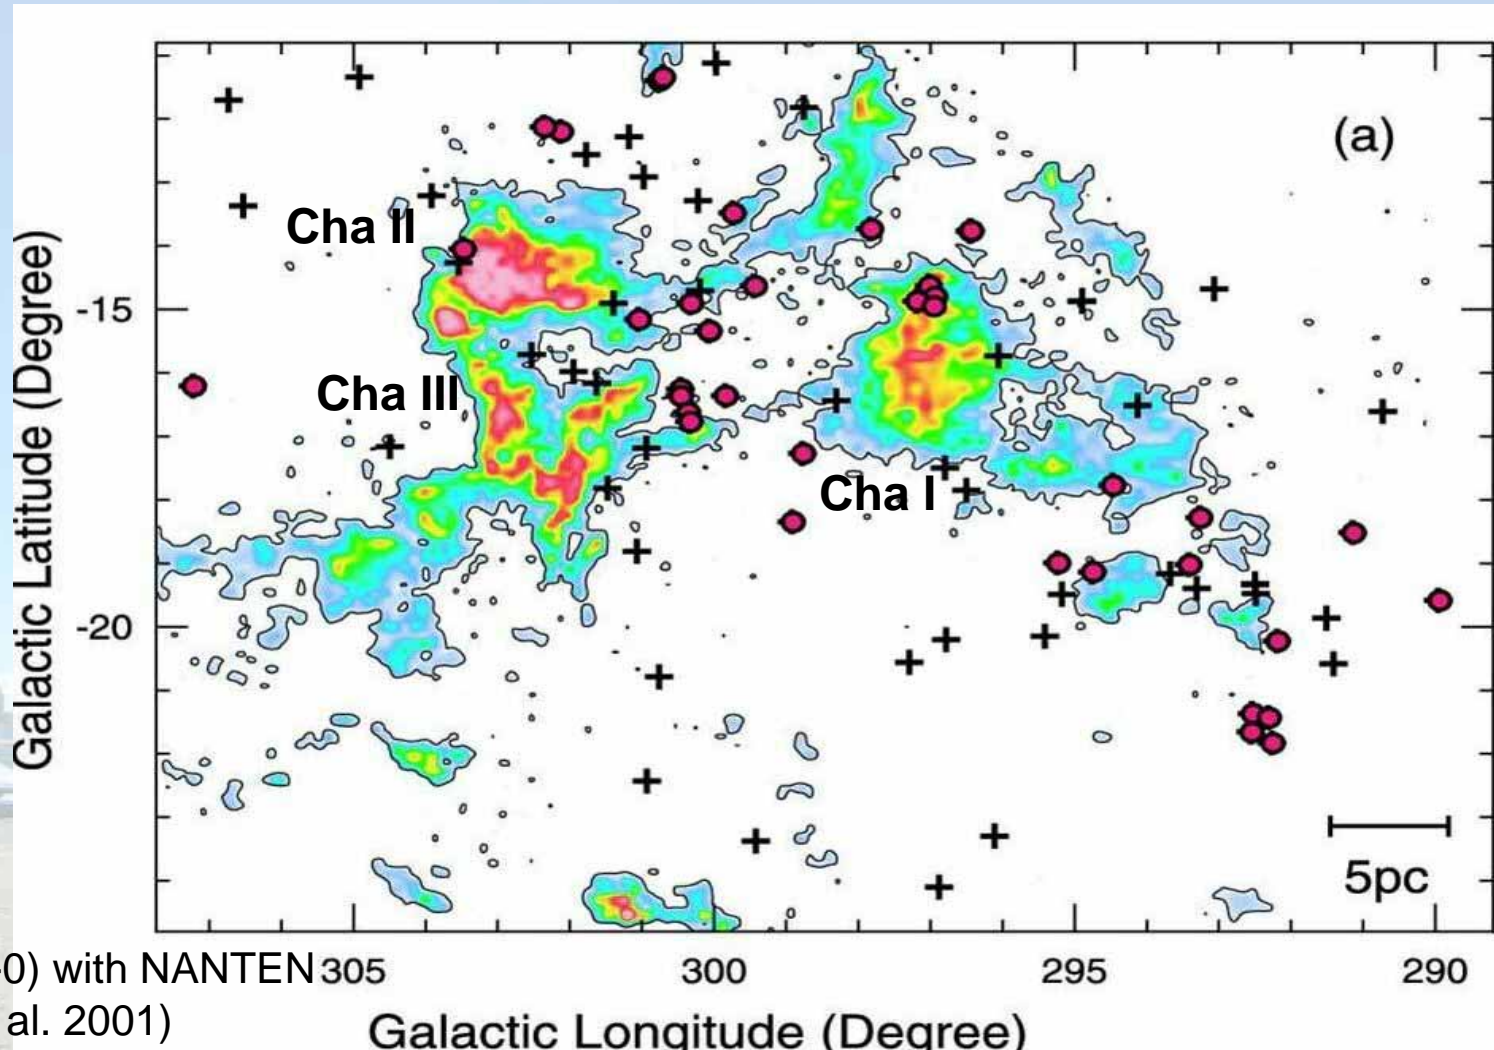 (a)
Cha II
Cha III
Cha I
Galactic Latitude (Degree)
-15
-20
5pc
0) with NANTEN
305
300
295
290
al. 2001)
Galactic Longitude (Degree)